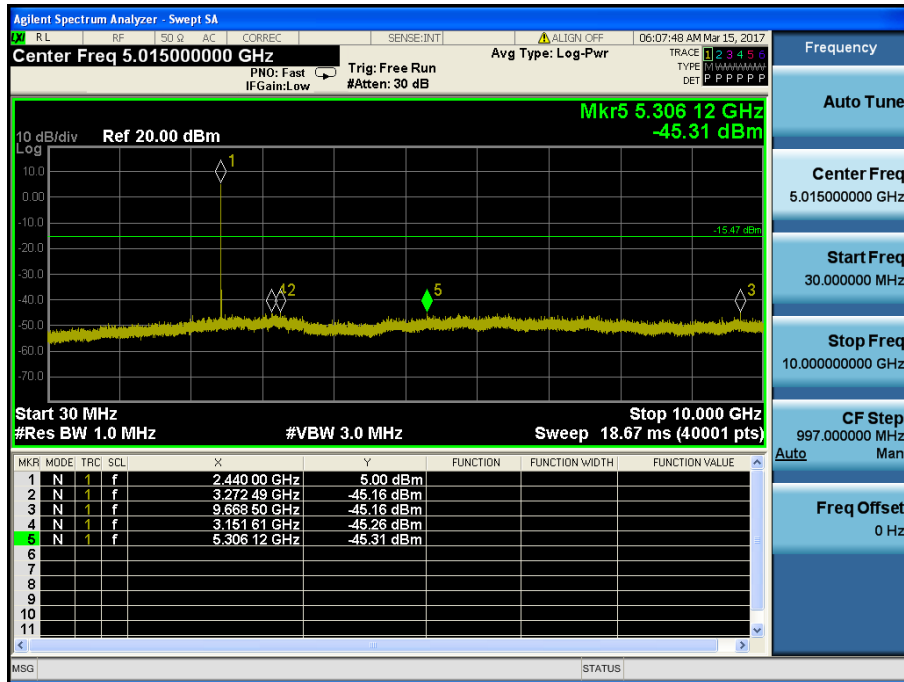 Agilent Spectrum Analyzer - Swept SA
LXI RL RF 50 Ω AC CORREC SENSE:INT ALIGN OFF 06:07:48 AM Mar 15, 2017
Center Freq 5.015000000 GHz
PNO: Fast
IFGain:Low
Trig: Free Run
#Atten: 30 dB
Avg Type: Log-Pwr
TRACE 1 2 3 4 5 6
TYPE M W W W W W
DET P P P P P P
Mkr5 5.306 12 GHz
-45.31 dBm
10 dB/div Ref 20.00 dBm
Log
10.0
0.00
-10.0
-20.0
-30.0
-40.0
-50.0
-60.0
-70.0
1
-15.47 dBm
4 2
5
3
Start 30 MHz Stop 10.000 GHz
#Res BW 1.0 MHz #VBW 3.0 MHz Sweep 18.67 ms (40001 pts)
MKR MODE TRC SCL X Y FUNCTION FUNCTION WIDTH FUNCTION VALUE
1 N 1 f 2.440 00 GHz 5.00 dBm
2 N 1 f 3.272 49 GHz -45.16 dBm
3 N 1 f 9.668 50 GHz -45.16 dBm
4 N 1 f 3.151 61 GHz -45.26 dBm
5 N 1 f 5.306 12 GHz -45.31 dBm
6
7
8
9
10
11
MSG STATUS
Frequency
Auto Tune
Center Freq
5.015000000 GHz
Start Freq
30.000000 MHz
Stop Freq
10.000000000 GHz
CF Step
997.000000 MHz
Auto Man
Freq Offset
0 Hz